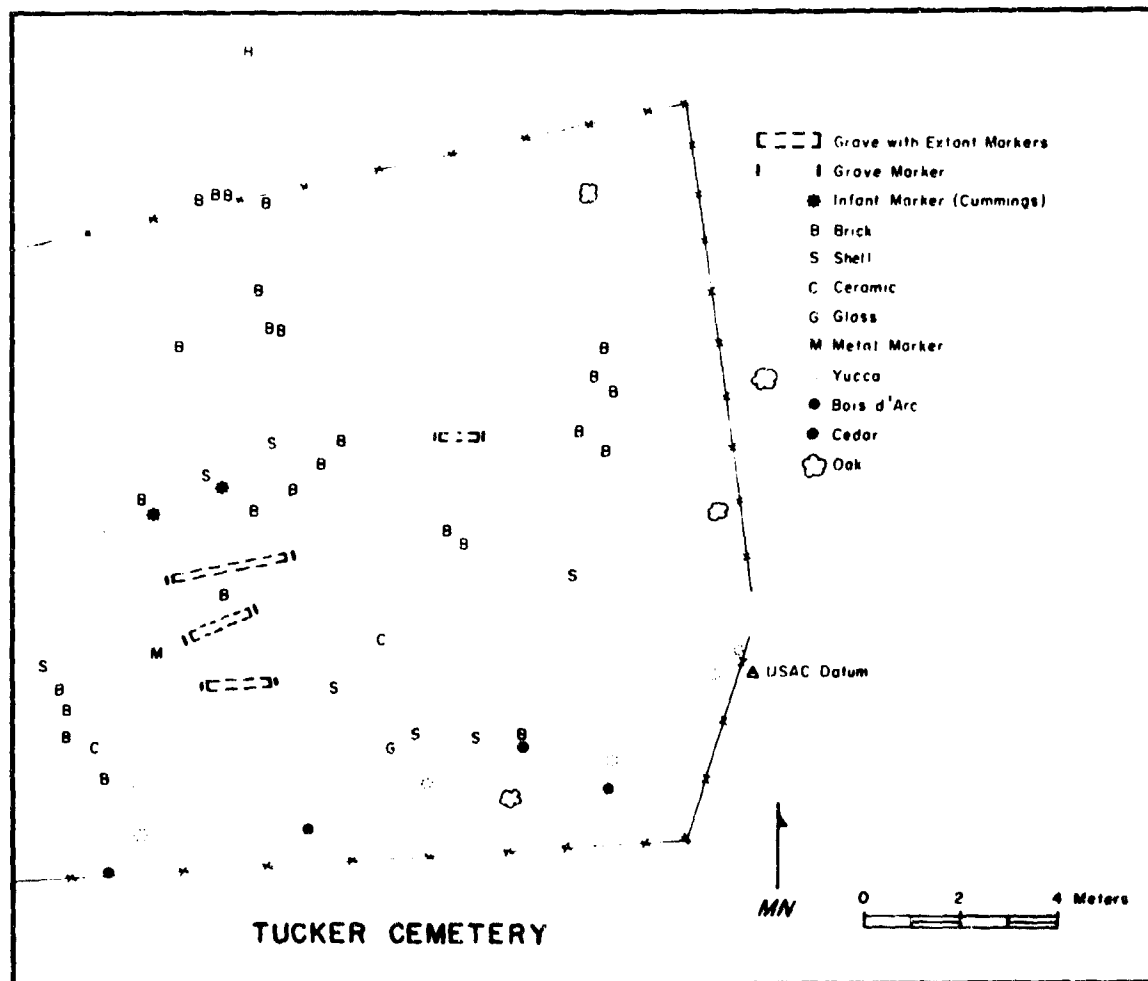 Grave with Extant Markers
Grave Marker
Infant Marker (Cummings)
B Brick
S Shell
C Ceramic
G Glass
M Metal Marker
Yucca
Bois d'Arc
Cedar
Oak
B B B B
B
B B
B
B
B
B
B
B
S B
S B
B B
B
B
B
S
B
M
C
S
B
S
B
B
S S B
C G
B
USAC Datum
MN
0 2 4 Meters
TUCKER CEMETERY